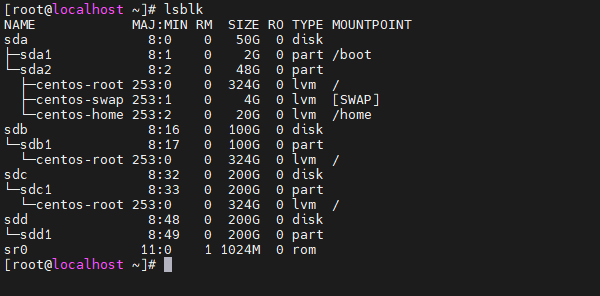 [root@localhost ~]# lsblk
NAME            MAJ:MIN RM  SIZE RO TYPE MOUNTPOINT
sda               8:0    0   50G  0 disk
├─sda1            8:1    0    2G  0 part /boot
└─sda2            8:2    0   48G  0 part
  ├─centos-root 253:0    0  324G  0 lvm  /
  ├─centos-swap 253:1    0    4G  0 lvm  [SWAP]
  └─centos-home 253:2    0   20G  0 lvm  /home
sdb               8:16   0  100G  0 disk
└─sdb1            8:17   0  100G  0 part
  └─centos-root 253:0    0  324G  0 lvm  /
sdc               8:32   0  200G  0 disk
└─sdc1            8:33   0  200G  0 part
  └─centos-root 253:0    0  324G  0 lvm  /
sdd               8:48   0  200G  0 disk
└─sdd1            8:49   0  200G  0 part
sr0              11:0    1 1024M  0 rom
[root@localhost ~]#